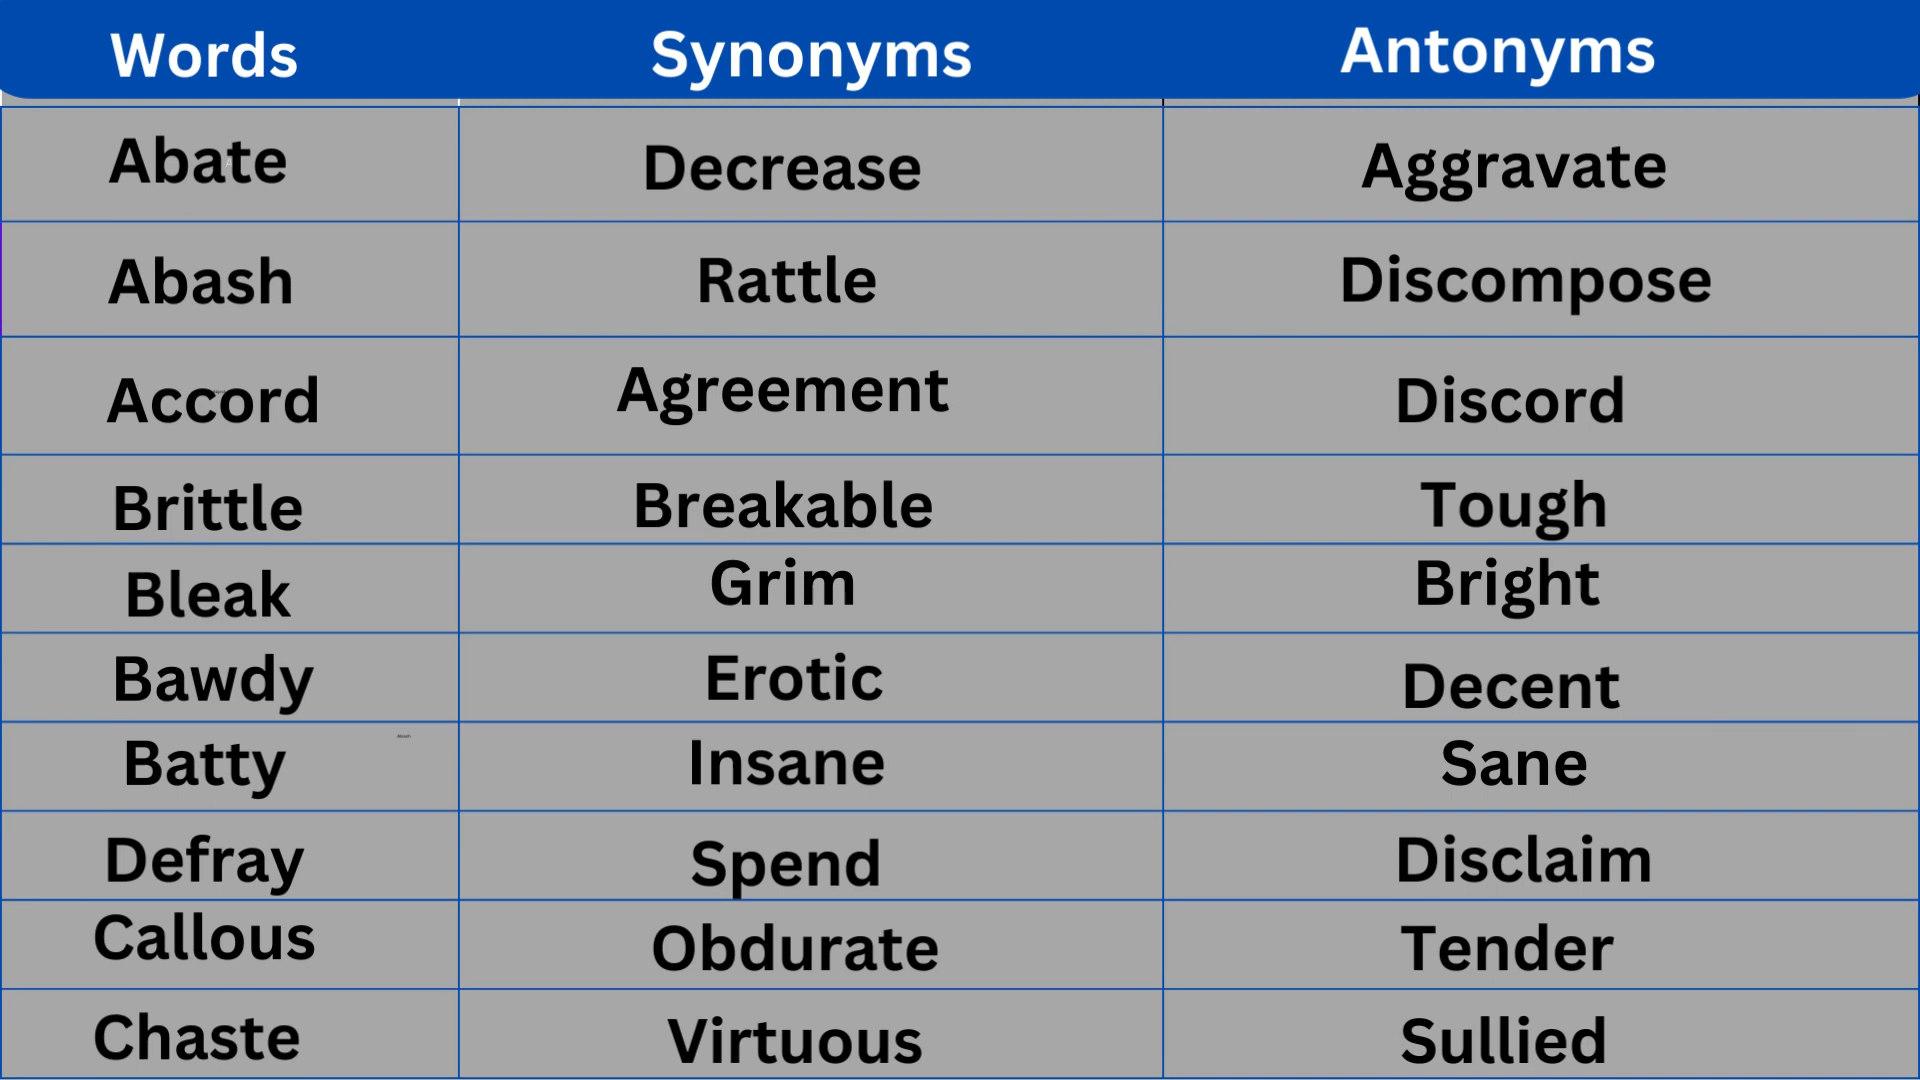 Words Synonyms Antonyms
Abate Decrease Aggravate
Abash Rattle Discompose
Accord Agreement Discord
Brittle Breakable Tough
Bleak Grim Bright
Bawdy Erotic Decent
Batty Insane Sane
Defray Spend Disclaim
Callous Obdurate Tender
Chaste Virtuous Sullied